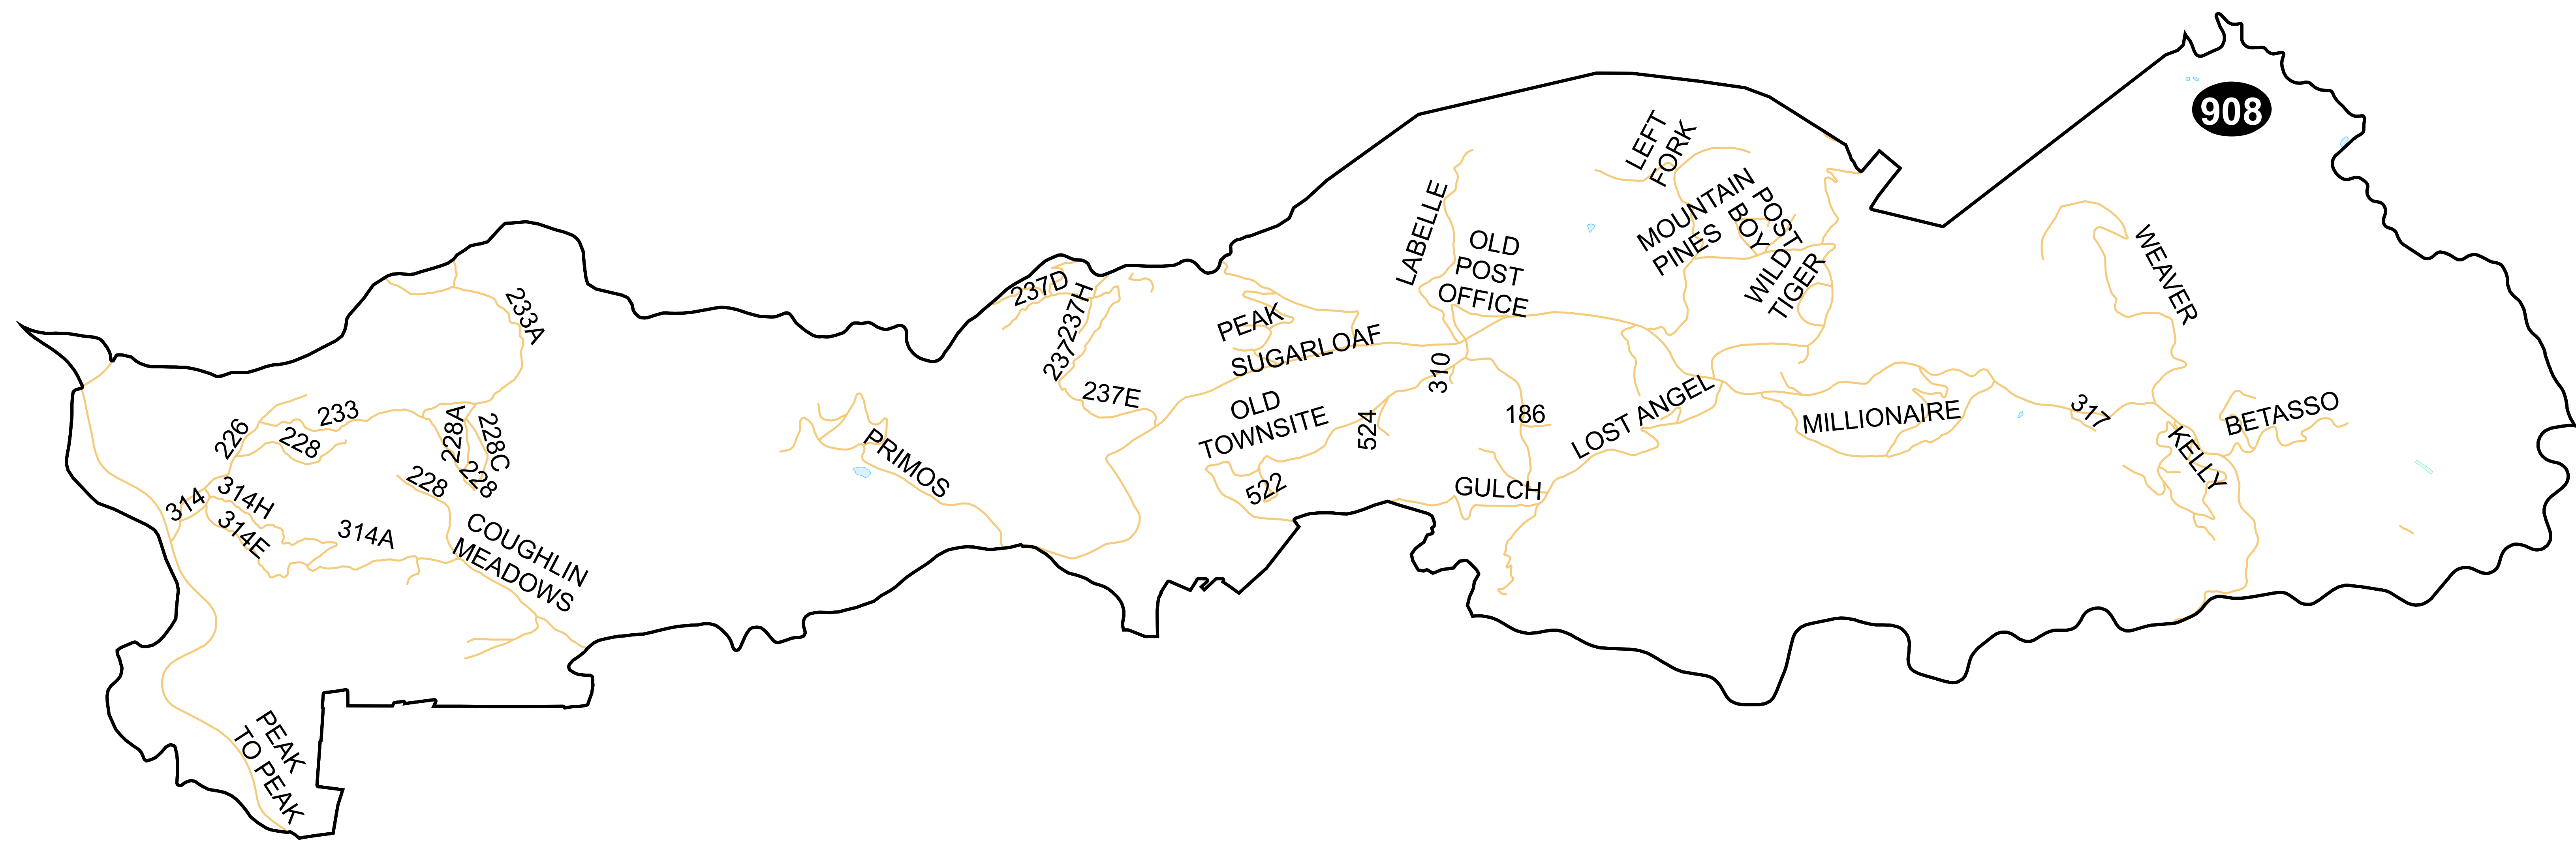 908
LEFT
FORK
MOUNTAIN
PINES
POST
BOY
WILD
TIGER
LABELLE
OLD
POST
OFFICE
WEAVER
237D
237H
237
237E
233A
PEAK
SUGARLOAF
310
OLD
TOWNSITE
524
522
186
GULCH
LOST ANGEL
MILLIONAIRE
317
KELLY
BETASSO
PRIMOS
233
226
228
228A
228C
228
228
314
314H
314E
314A
COUGHLIN
MEADOWS
PEAK
TO PEAK